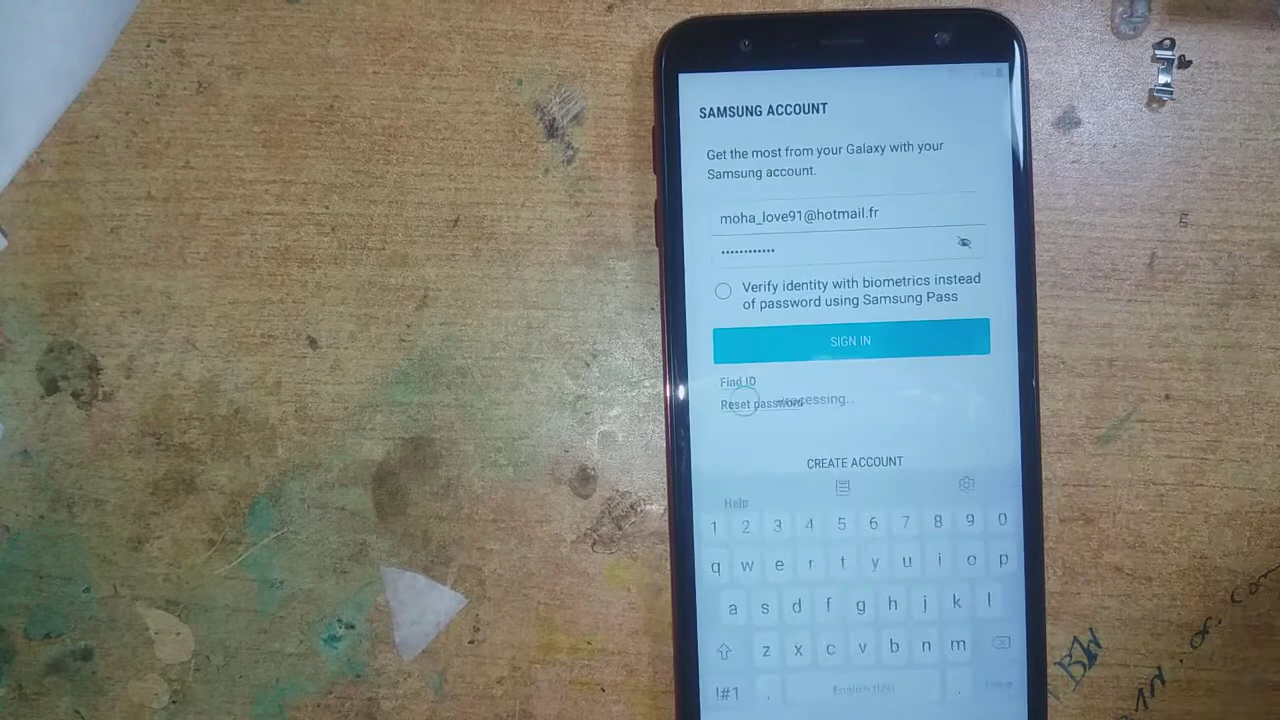 SAMSUNG ACCOUNT
Get the most from your Galaxy with your
Samsung account.
moha_love91@hotmail.fr
••••••••••••
Verify identity with biometrics instead
of password using Samsung Pass
SIGN IN
Find ID
Reset password
Processing...
CREATE ACCOUNT
Help
1 2 3 4 5 6 7 8 9 0
q w e r t y u i o p
a s d f g h j k l
z x c v b n m
!#1 , English (US) .